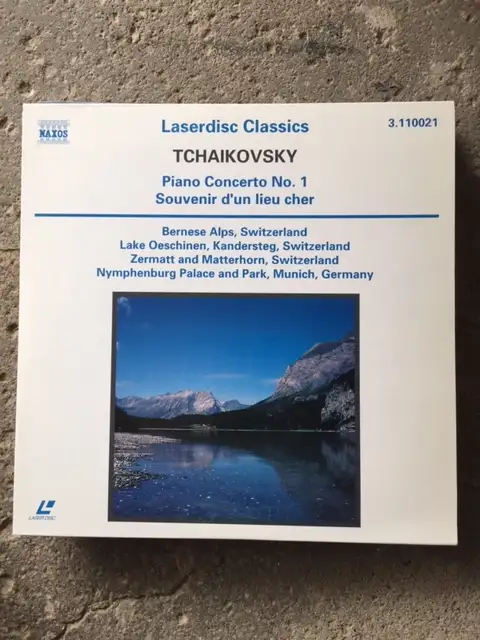 NAXOS
Laserdisc Classics
3.110021
TCHAIKOVSKY
Piano Concerto No. 1
Souvenir d'un lieu cher
Bernese Alps, Switzerland
Lake Oeschinen, Kandersteg, Switzerland
Zermatt and Matterhorn, Switzerland
Nymphenburg Palace and Park, Munich, Germany
LASERDISC